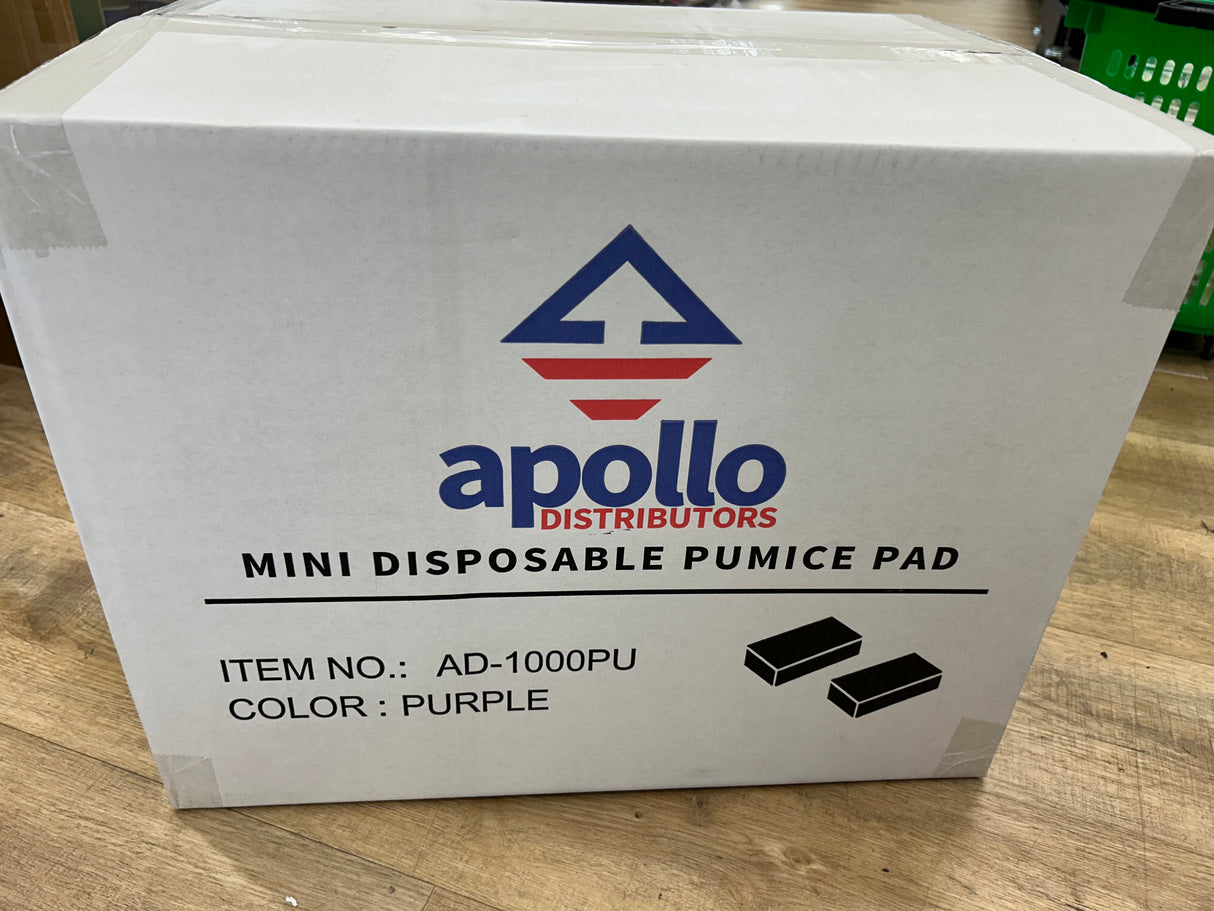 apollo
DISTRIBUTORS
MINI DISPOSABLE PUMICE PAD
ITEM NO.: AD-1000PU
COLOR : PURPLE